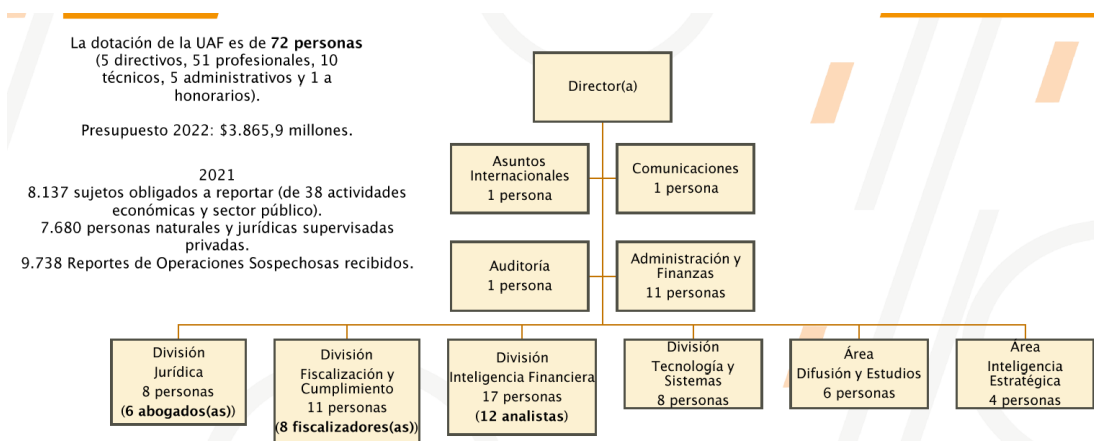 La dotación de la UAF es de 72 personas
(5 directivos, 51 profesionales, 10
técnicos, 5 administrativos y 1 a
honorarios).
Presupuesto 2022: $3.865,9 millones.
2021
8.137 sujetos obligados a reportar (de 38 actividades
económicas y sector público).
7.680 personas naturales y jurídicas supervisadas
privadas.
9.738 Reportes de Operaciones Sospechosas recibidos.
Director(a)
Asuntos
Internacionales
1 persona
Comunicaciones
1 persona
Auditoría
1 persona
Administración y
Finanzas
11 personas
División
Jurídica
8 personas
(6 abogados(as))
División
Fiscalización y
Cumplimiento
11 personas
(8 fiscalizadores(as))
División
Inteligencia Financiera
17 personas
(12 analistas)
División
Tecnología y
Sistemas
8 personas
Área
Difusión y Estudios
6 personas
Área
Inteligencia
Estratégica
4 personas